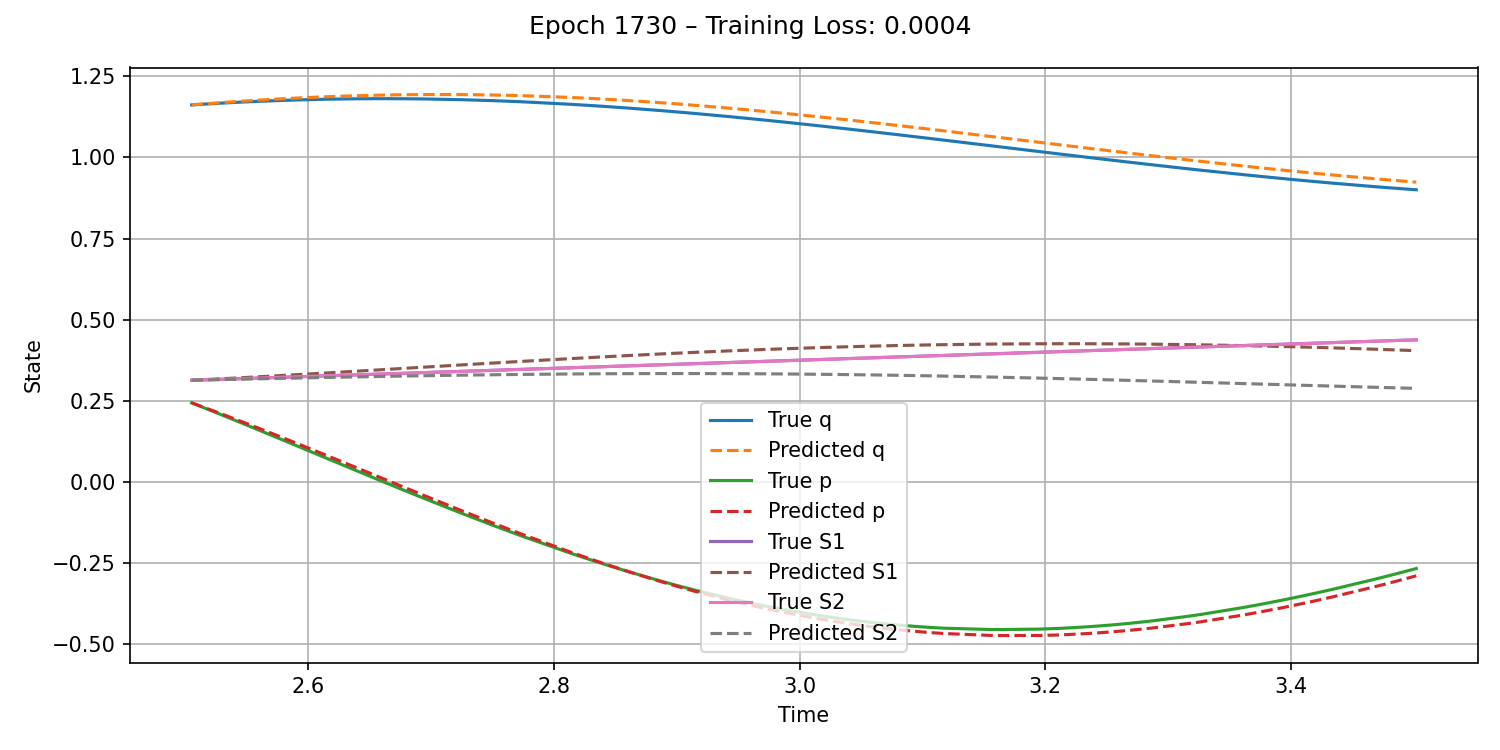 Epoch 1730 – Training Loss: 0.0004
1.25
1.00
0.75
0.50
0.25
0.00
−0.25
−0.50
State
True q
Predicted q
True p
Predicted p
True S1
Predicted S1
True S2
Predicted S2
2.6
2.8
3.0
3.2
3.4
Time